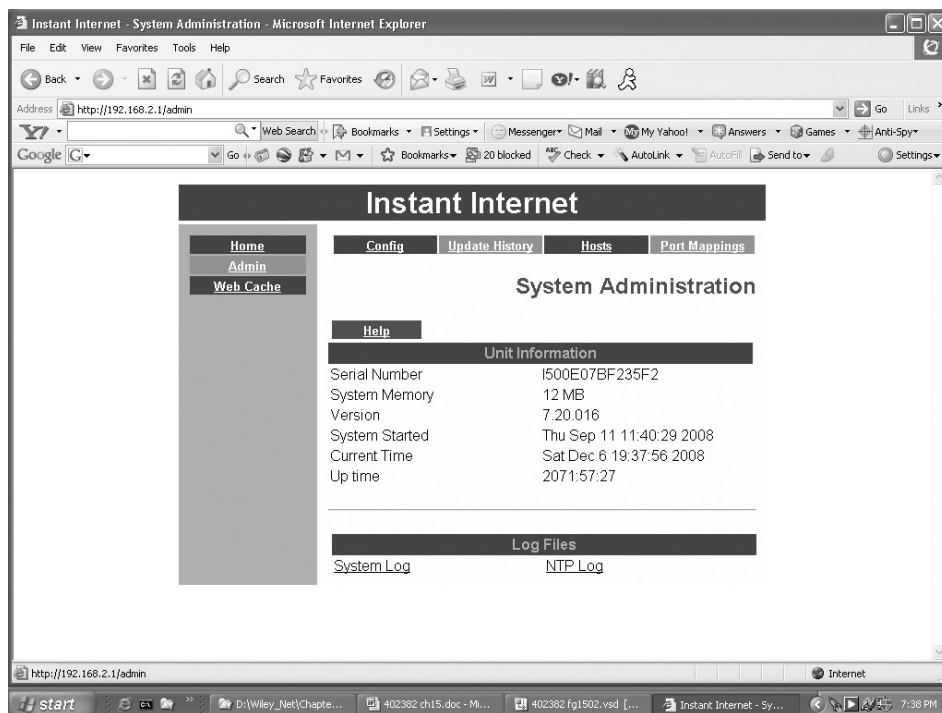 Instant Internet - System Administration - Microsoft Internet Explorer
File Edit View Favorites Tools Help
Back Search Favorites
Address http://192.168.2.1/admin Go Links
Y! Web Search Bookmarks Settings Messenger Mail My Yahoo! Answers Games Anti-Spy
Google G Go Bookmarks 20 blocked Check AutoLink AutoFill Send to Settings
Instant Internet
Home
Admin
Web Cache
Config Update History Hosts Port Mappings
System Administration
Help
Unit Information
Serial Number I500E07BF235F2
System Memory 12 MB
Version 7.20.016
System Started Thu Sep 11 11:40:29 2008
Current Time Sat Dec 6 19:37:56 2008
Up time 2071:57:27
Log Files
System Log NTP Log
http://192.168.2.1/admin Internet
start D:\Wiley_Net\Chapte... 402382 ch15.doc - Mi... 402382 fg1502.vsd [... Instant Internet - Sy... 7:38 PM